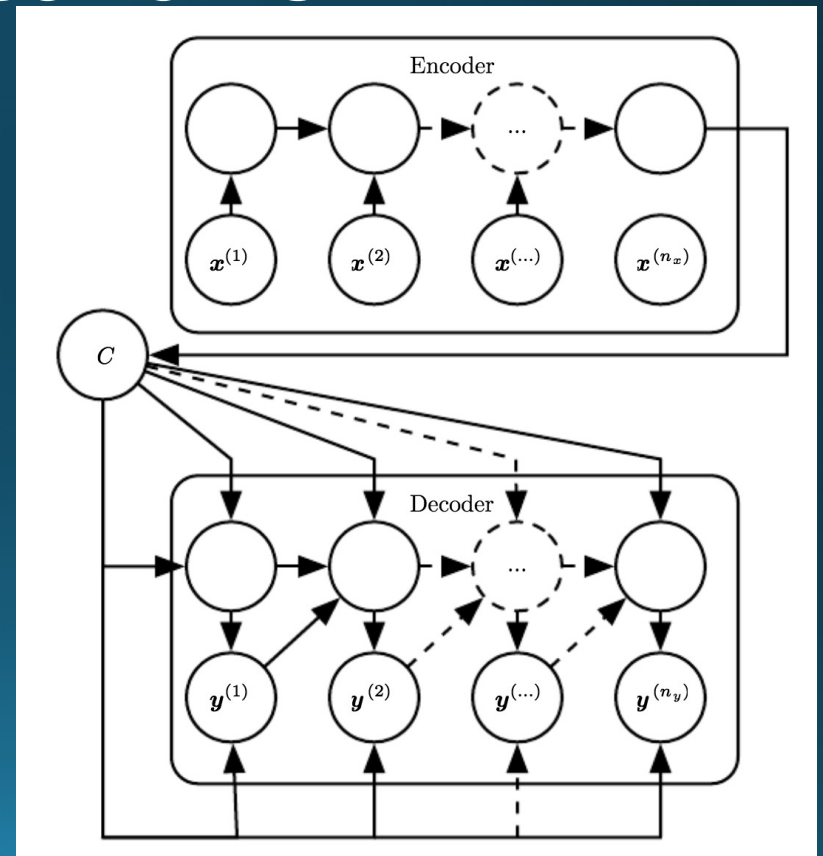 Encoder
...
x^(1) x^(2) x^(...) x^(n_x)
C
Decoder
...
y^(1) y^(2) y^(...) y^(n_y)